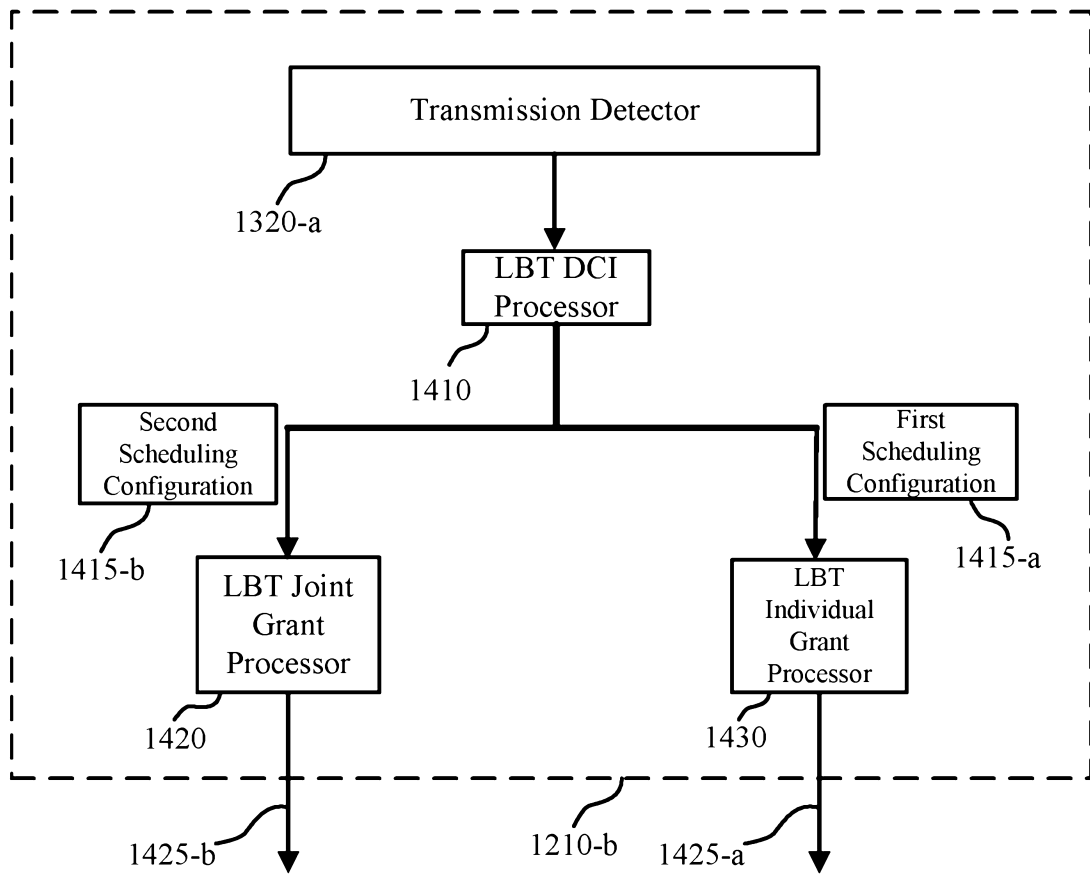 Transmission Detector
1320-a
LBT DCI
Processor
1410
Second
Scheduling
Configuration
First
Scheduling
Configuration
1415-b
1415-a
LBT Joint
Grant
Processor
LBT
Individual
Grant
Processor
1420
1430
1425-b
1210-b
1425-a